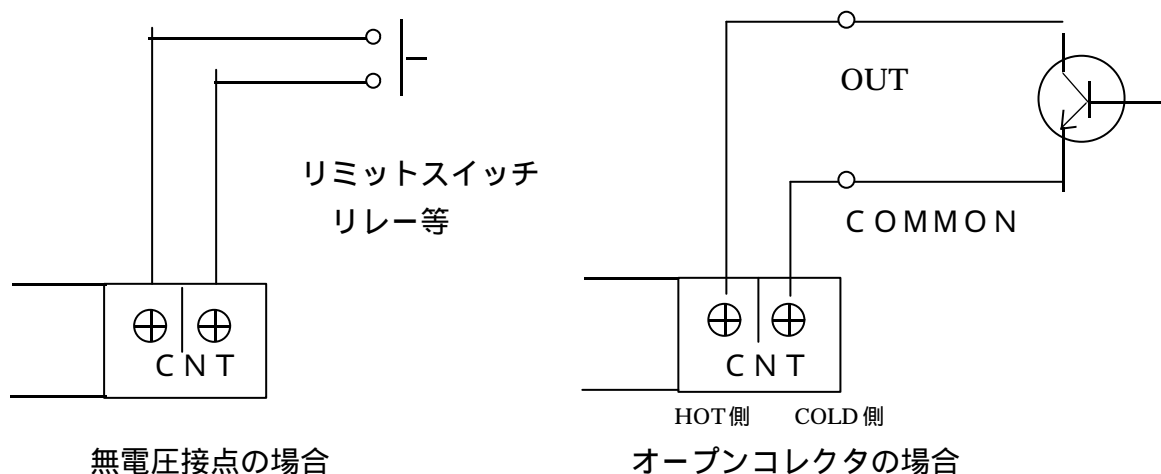 リミットスイッチ
リレー等
ＣＮＴ
無電圧接点の場合
OUT
ＣＯＭＭＯＮ
ＣＮＴ
HOT側 COLD側
オープンコレクタの場合